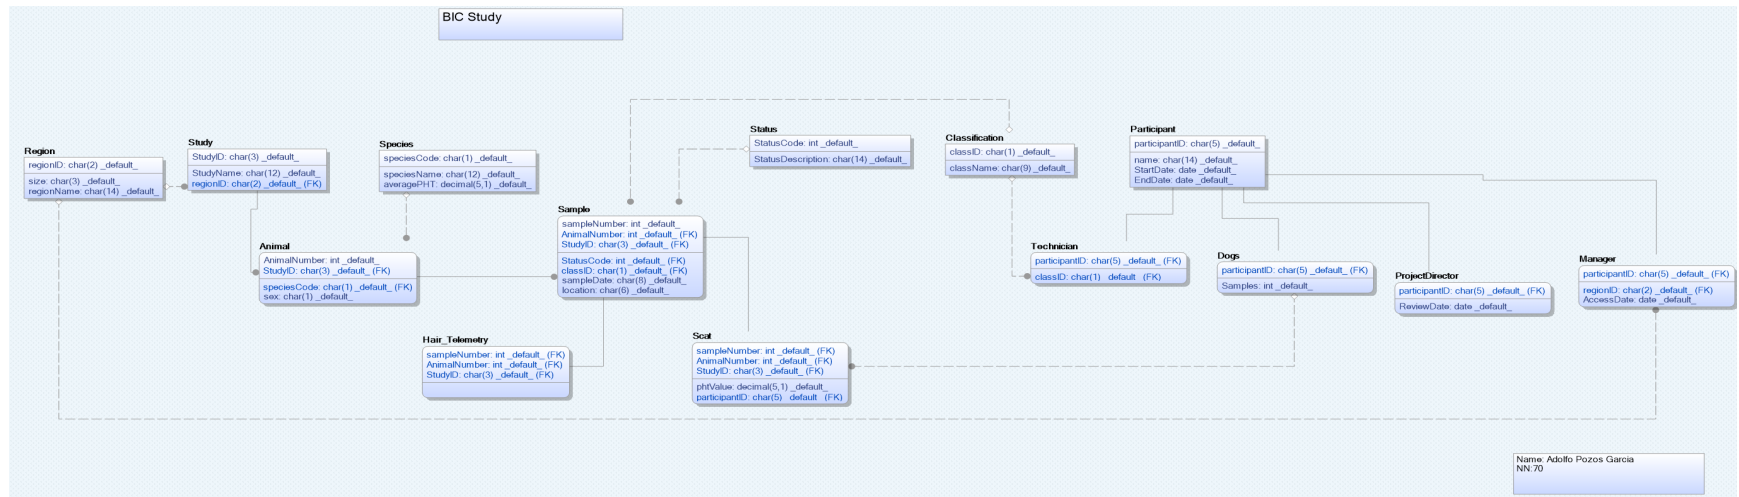 BIC Study
Region
regionID: char(2) _default_
size: char(3) _default_
regionName: char(14) _default_
Study
StudyID: char(3) _default_
StudyName: char(12) _default_
regionID: char(2) _default_ (FK)
Species
speciesCode: char(1) _default_
speciesName: char(12) _default_
averagePHT: decimal(5,1) _default_
Status
StatusCode: int _default_
StatusDescription: char(14) _default_
Classification
classID: char(1) _default_
className: char(9) _default_
Participant
participantID: char(5) _default_
name: char(14) _default_
StartDate: date _default_
EndDate: date _default_
Animal
AnimalNumber: int _default_
StudyID: char(3) _default_ (FK)
speciesCode: char(1) _default_ (FK)
sex: char(1) _default_
Sample
sampleNumber: int _default_
AnimalNumber: int _default_ (FK)
StudyID: char(3) _default_ (FK)
StatusCode: int _default_ (FK)
classID: char(1) _default_ (FK)
sampleDate: char(8) _default_
location: char(6) _default_
Technician
participantID: char(5) _default_ (FK)
classID: char(1) _default_ (FK)
Dogs
participantID: char(5) _default_ (FK)
Samples: int _default_
ProjectDirector
participantID: char(5) _default_ (FK)
ReviewDate: date _default_
Manager
participantID: char(5) _default_ (FK)
regionID: char(2) _default_ (FK)
AccessDate: date _default_
Hair_Telemetry
sampleNumber: int _default_ (FK)
AnimalNumber: int _default_ (FK)
StudyID: char(3) _default_ (FK)
Scat
sampleNumber: int _default_ (FK)
AnimalNumber: int _default_ (FK)
StudyID: char(3) _default_ (FK)
phtValue: decimal(5,1) _default_
participantID: char(5) _default_ (FK)
Name: Adolfo Pozos Garcia
NN:70